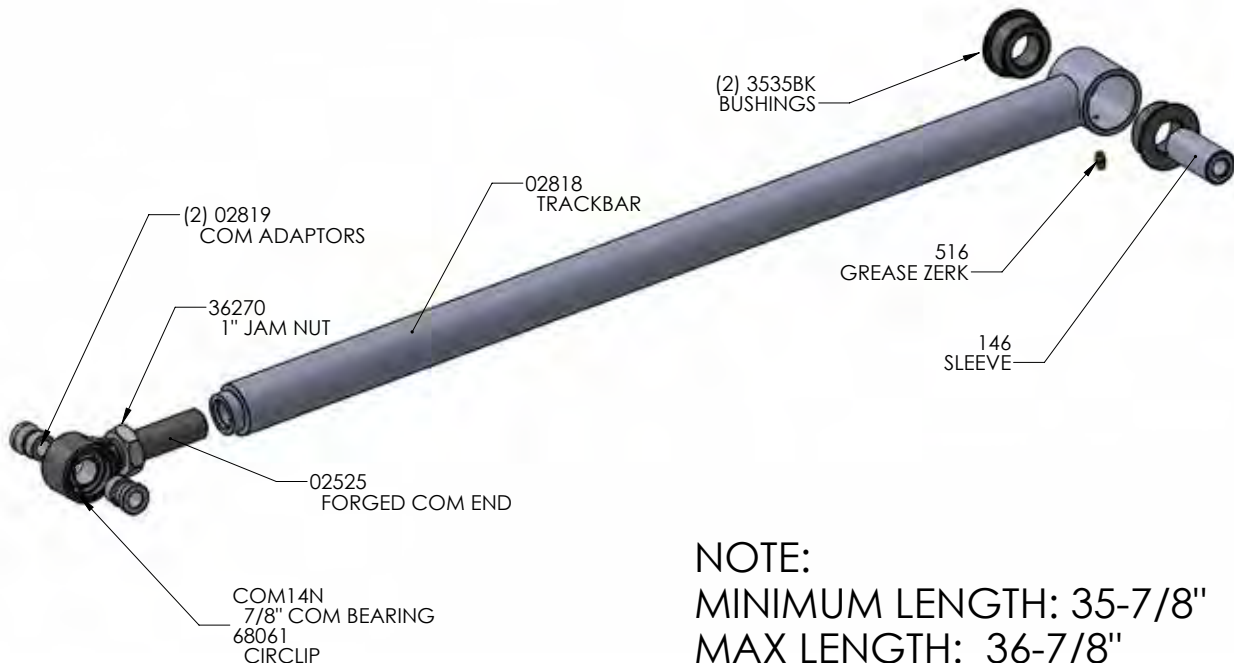 (2) 3535BK
BUSHINGS
02818
TRACKBAR
(2) 02819
COM ADAPTORS
516
GREASE ZERK
36270
1" JAM NUT
146
SLEEVE
02525
FORGED COM END
COM14N
7/8" COM BEARING
68061
CIRCLIP
NOTE:
MINIMUM LENGTH: 35-7/8"
MAX LENGTH: 36-7/8"